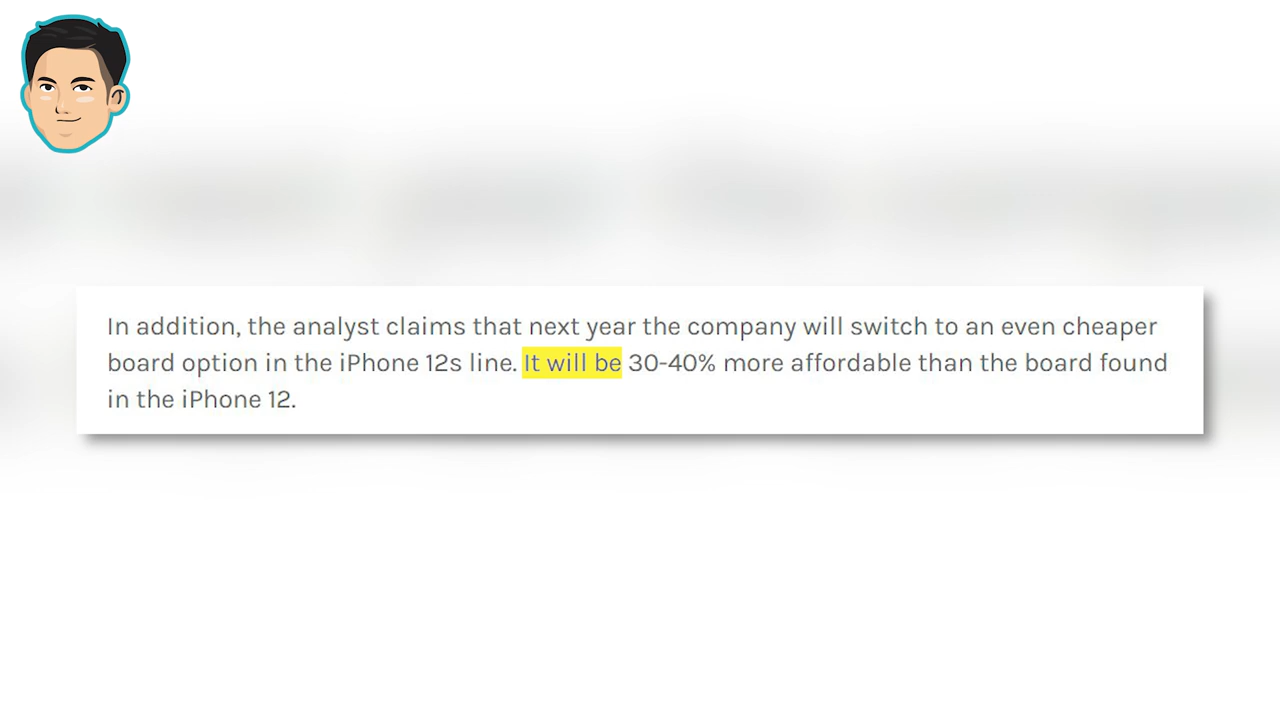 In addition, the analyst claims that next year the company will switch to an even cheaper
board option in the iPhone 12s line. It will be 30-40% more affordable than the board found
in the iPhone 12.